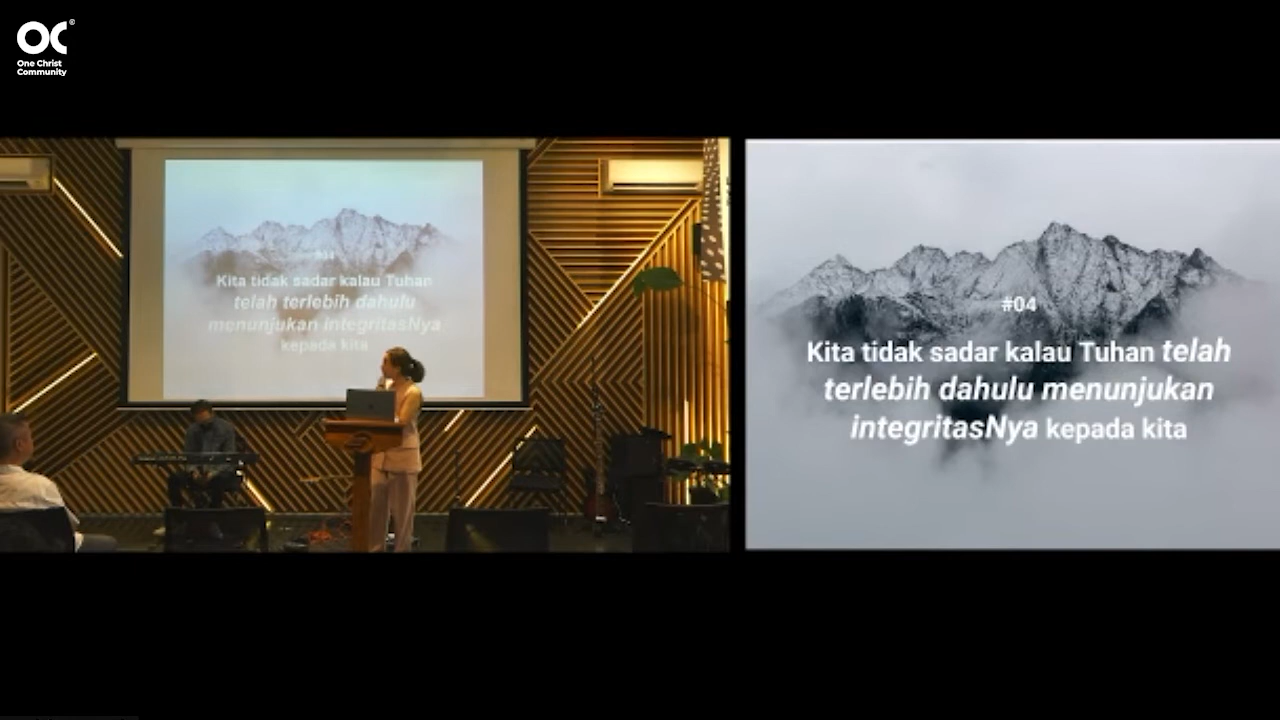 OC®
One Christ
Community
Kita tidak sadar kalau Tuhan
telah terlebih dahulu
menunjukan integritasNya
kepada kita
#04
Kita tidak sadar kalau Tuhan telah
terlebih dahulu menunjukan
integritasNya kepada kita